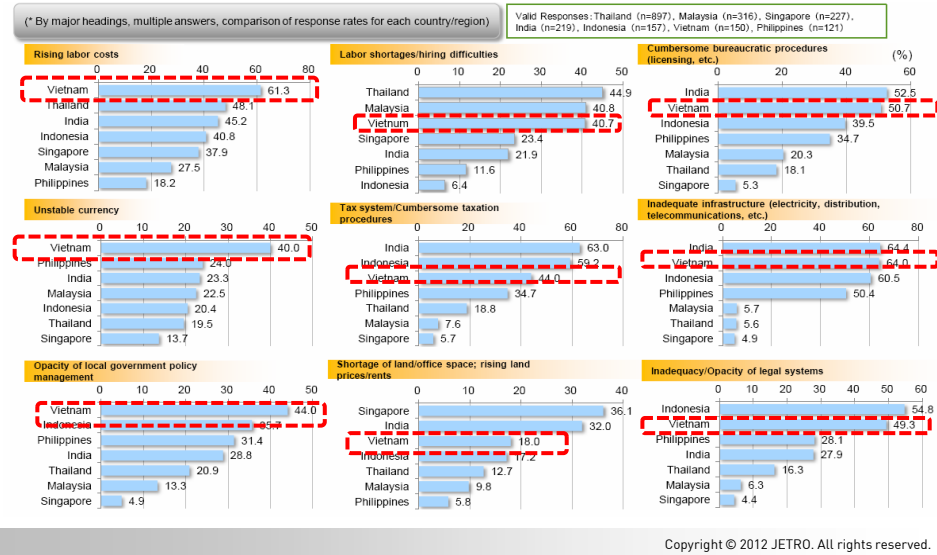 (* By major headings, multiple answers, comparison of response rates for each country/region)
Valid Responses：Thailand (n=897), Malaysia (n=316), Singapore (n=227),
India (n=219), Indonesia (n=157), Vietnam (n=150), Philippines (n=121)
Rising labor costs
0 20 40 60 80
Vietnam 61.3
Thailand 48.1
India 45.2
Indonesia 40.8
Singapore 37.9
Malaysia 27.5
Philippines 18.2
Labor shortages/hiring difficulties
0 10 20 30 40 50
Thailand 44.9
Malaysia 40.8
Vietnam 40.7
Singapore 23.4
India 21.9
Philippines 11.6
Indonesia 6.4
Cumbersome bureaucratic procedures
(licensing, etc.)
(%)
0 20 40 60
India 52.5
Vietnam 50.7
Indonesia 39.5
Philippines 34.7
Malaysia 20.3
Thailand 18.1
Singapore 5.3
Unstable currency
0 10 20 30 40 50
Vietnam 40.0
Philippines 24.0
India 23.3
Malaysia 22.5
Indonesia 20.4
Thailand 19.5
Singapore 13.7
Tax system/Cumbersome taxation
procedures
0 20 40 60 80
India 63.0
Indonesia 59.2
Vietnam 44.0
Philippines 34.7
Thailand 18.8
Malaysia 7.6
Singapore 5.7
Inadequate infrastructure (electricity, distribution,
telecommunications, etc.)
0 20 40 60 80
India 64.4
Vietnam 64.0
Indonesia 60.5
Philippines 50.4
Malaysia 5.7
Thailand 5.6
Singapore 4.9
Opacity of local government policy
management
0 10 20 30 40 50
Vietnam 44.0
Indonesia 35.7
Philippines 31.4
India 28.8
Thailand 20.9
Malaysia 13.3
Singapore 4.9
Shortage of land/office space; rising land
prices/rents
0 10 20 30 40
Singapore 36.1
India 32.0
Vietnam 18.0
Indonesia 17.2
Thailand 12.7
Malaysia 9.8
Philippines 5.8
Inadequacy/Opacity of legal systems
0 10 20 30 40 50 60
Indonesia 54.8
Vietnam 49.3
Philippines 28.1
India 27.9
Thailand 16.3
Malaysia 6.3
Singapore 4.4
Copyright © 2012 JETRO. All rights reserved.